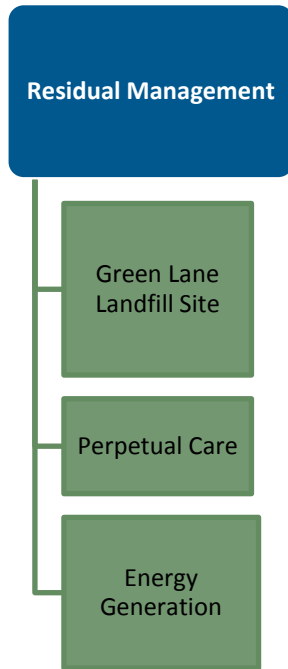 Residual Management
Green Lane
Landfill Site
Perpetual Care
Energy
Generation